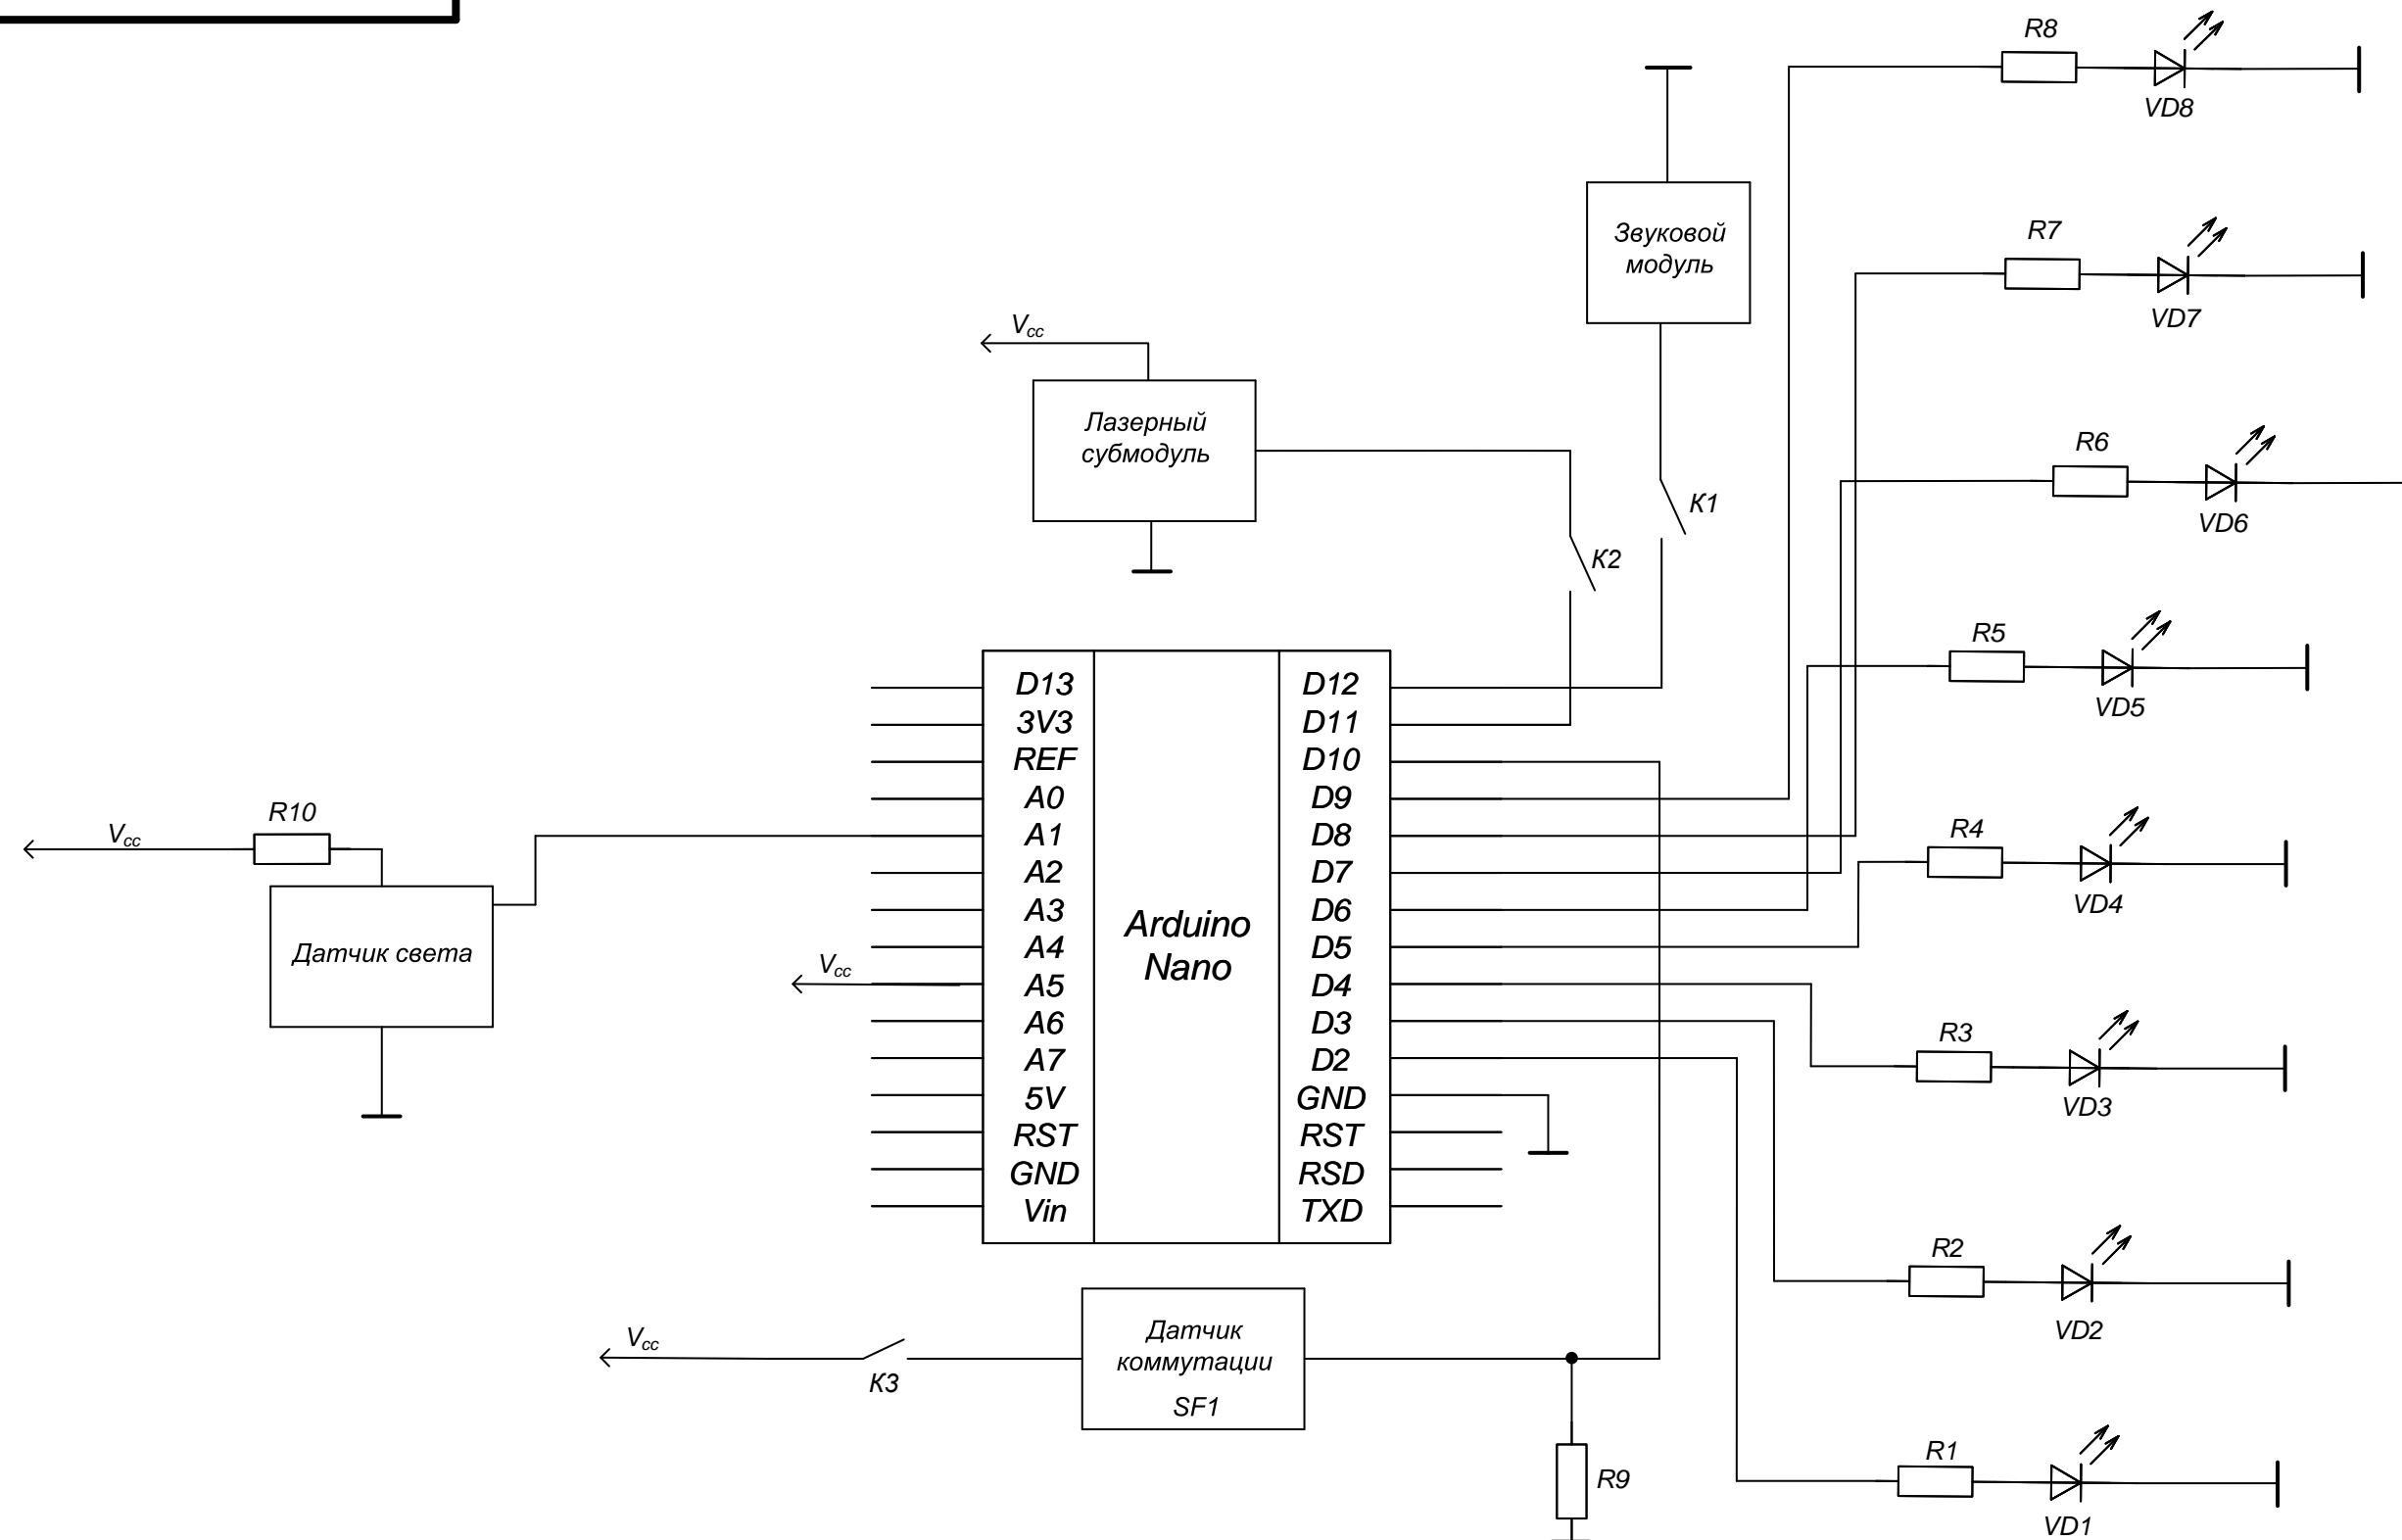 R8
VD8
Звуковой
модуль
R7
VD7
Vcc
Лазерный
субмодуль
R6
VD6
К1
К2
R5
VD5
D13
3V3
REF
A0
A1
A2
A3
A4
A5
A6
A7
5V
RST
GND
Vin
Arduino
Nano
D12
D11
D10
D9
D8
D7
D6
D5
D4
D3
D2
GND
RST
RSD
TXD
R10
Vcc
Датчик света
Vcc
R4
VD4
R3
VD3
R2
VD2
Vcc
К3
Датчик
коммутации
SF1
R9
R1
VD1